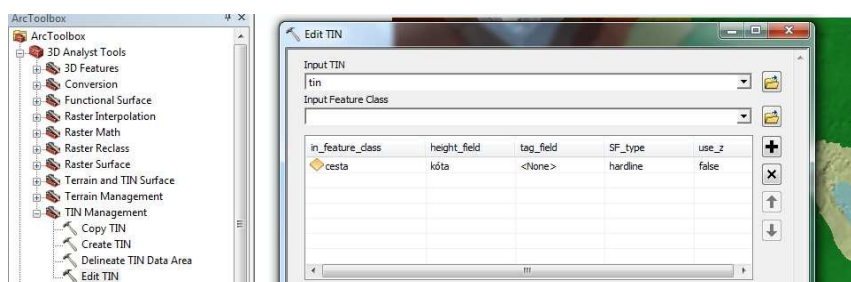 ArcToolbox
ArcToolbox
3D Analyst Tools
3D Features
Conversion
Functional Surface
Raster Interpolation
Raster Math
Raster Reclass
Raster Surface
Terrain and TIN Surface
Terrain Management
TIN Management
Copy TIN
Create TIN
Delineate TIN Data Area
Edit TIN
Edit TIN
Input TIN
tin
Input Feature Class
in_feature_class height_field tag_field SF_type use_z
cesta kóta <None> hardline false